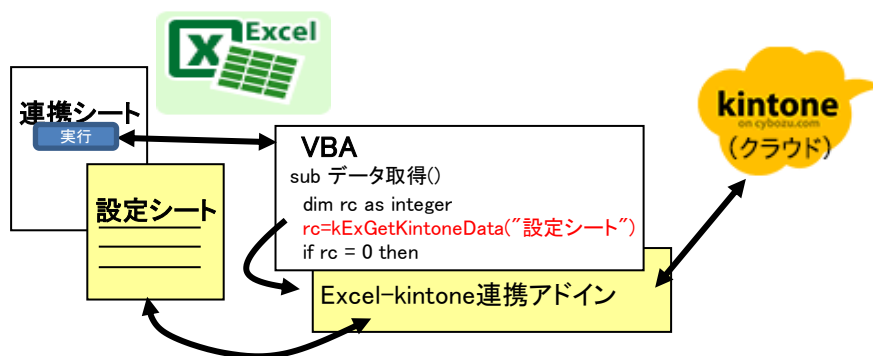 Excel
X
連携シート
実行
設定シート
VBA
sub データ取得()
dim rc as integer
rc=kExGetKintoneData("設定シート")
if rc = 0 then
Excel-kintone連携アドイン
kintone
on cybozu.com
(クラウド)